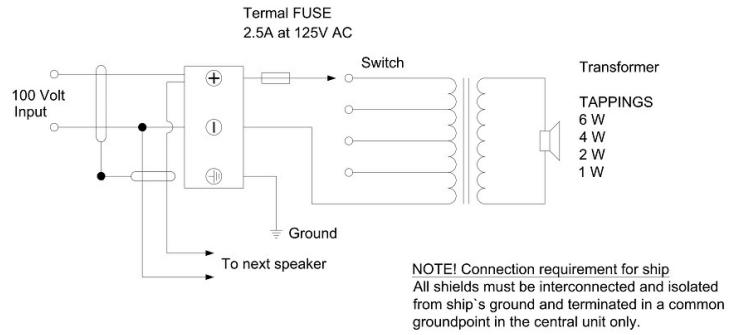 Termal FUSE
2.5A at 125V AC
Switch
Transformer
100 Volt
Input
TAPPINGS
6 W
4 W
2 W
1 W
Ground
To next speaker
NOTE! Connection requirement for ship
All shields must be interconnected and isolated
from ship`s ground and terminated in a common
groundpoint in the central unit only.